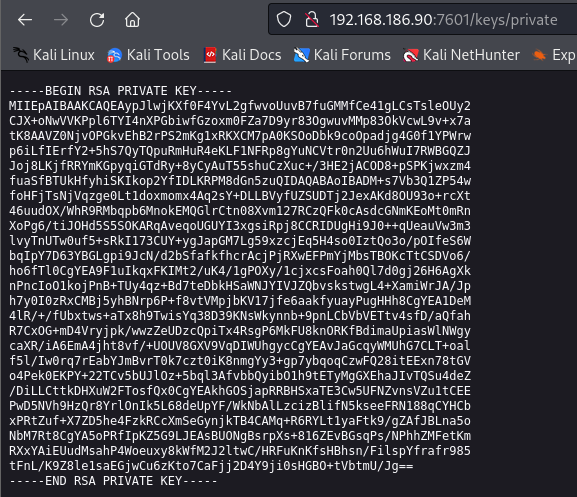 192.168.186.90:7601/keys/private
Kali Linux Kali Tools Kali Docs Kali Forums Kali NetHunter Exp
-----BEGIN RSA PRIVATE KEY-----
MIIEpAIBAAKCAQEAypJlwjKXf0F4YvL2gfwvoUuvB7fuGMMfCe41gLCsTsleOUy2
CJX+oNwVVKPpl6TYI4nXPGbiwfGzoxm0FZa7D9yr83OgwuvMMp83OkVcwL9v+x7a
tK8AAVZ0NjvOPGkvEhB2rPS2mKg1xRKXCM7pA0KSOoDbk9coOpadjg4G0f1YPWrw
p6iLfIErfY2+5hS7QyTQpuRmHuR4eKLF1NFRp8gYuNCVtr0n2Uu6hWuI7RWBGQZJ
Joj8LKjfRRYmKGpyqiGTdRy+8yCyAuT55shuCzXuc+/3HE2jACOD8+pSPKjwxzm4
fuaSfBTUkHfyhiSKIkop2YfIDLKRPM8dGn5zuQIDAQABAoIBADM+s7Vb3Q1ZP54w
foHFjTsNjVqzge0Lt1doxmomx4Aq2sY+DLLBVyfUZSUDTj2JexAKd8OU93o+rcXt
46uudOX/WhR9RMbqpb6MnokEMQGlrCtn08Xvm127RCzQFk0cAsdcGNmKEoMt0mRn
XoPg6/tiJOHd5S5SOKARqAveqoUGUYI3xgsiRpj8CCRIDUgHi9J0++qUeauVw3m3
lvyTnUTw0uf5+sRkI173CUY+ygJapGM7Lg59xzcjEq5H4so0IztQo3o/pOIfeS6W
bqIpY7D63YBGLgpi9JcN/d2bSfafkfhcrAcjPjRXwEFPmYjMbsTBOKcTtCSDVo6/
ho6fTl0CgYEA9F1uIkqxFKIMt2/uK4/1gPOXy/1cjxcsFoah0Ql7d0gj26H6AgXk
nPncIoO1kojPnB+TUy4qz+Bd7teDbkHSaWNJYIVJZQbvskstwgL4+XamiWrJA/Jp
h7y0I0zRxCMBj5yhBNrp6P+f8vtVMpjbKV17jfe6aakfyuayPugHHh8CgYEA1DeM
4lR/+/fUbxtws+aTx8h9TwisYq38D39KNsWkynnb+9pnLCbVbVETtv4sfD/aQfah
R7CxOG+mD4Vryjpk/wwzZeUDzcQpiTx4RsgP6MkFU8knORKfBdimaUpiasWlNWgy
caXR/iA6EmA4jht8vf/+UOUV8GXV9VqDIWUhgycCgYEAvJaGcqyWMUhG7CLT+oal
f5l/Iw0rq7rEabYJmBvrT0k7czt0iK8nmgYy3+gp7ybqoqCzwFQ28itEExn78tGV
o4Pek0EKPY+22TCv5bUJlOz+5bql3AfvbbQyibO1h9tETyMgGXEhaJIvTQSu4deZ
/DiLLCttkDHXuW2FTosfQx0CgYEAkhGOSjapRRBHSxaTE3Cw5UFNZvnsVZu1tCEE
PwD5NVh9HzQr8YrlOnIk5L68deUpYF/WkNbAlLzcizBlifN5kseeFRN188qCYHCb
xPRtZuf+X7ZD5he4FzkRCcXmSeGynjkTB4CAMq+R6RYLt1yaFtk9/gZAfJBLna5o
NbM7Rt8CgYA5oPRfIpKZ5G9LJEAsBUONgBsrpXs+816ZEvBGsqPs/NPhhZMFetKm
RXxYAiEUudMsahP4Woeuxy8kWfM2J2ltwC/HRFuKnKfsHBhsn/FilspYfrafr985
tFnL/K9Z8le1saEGjwCu6zKto7CaFjj2D4Y9ji0sHGBO+tVbtmU/Jg==
-----END RSA PRIVATE KEY-----